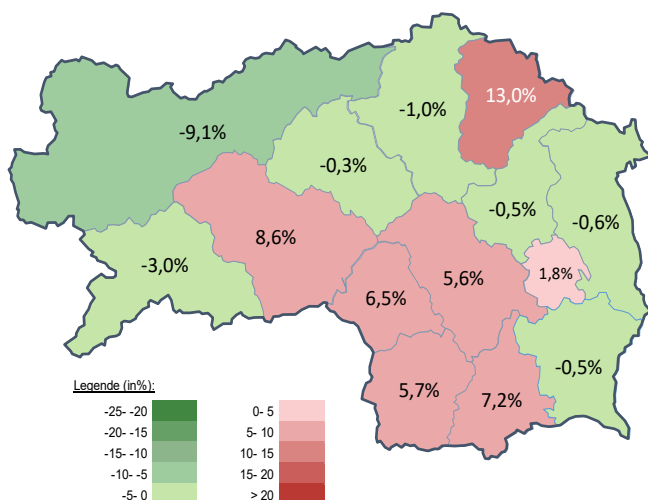 13,0%
-1,0%
-9,1%
-0,3%
-0,5%
-0,6%
8,6%
-3,0%
5,6%
1,8%
6,5%
-0,5%
5,7%
7,2%
Legende (in%):
-25- -20 0- 5
-20- -15 5- 10
-15- -10 10- 15
-10- -5 15- 20
-5- 0 > 20